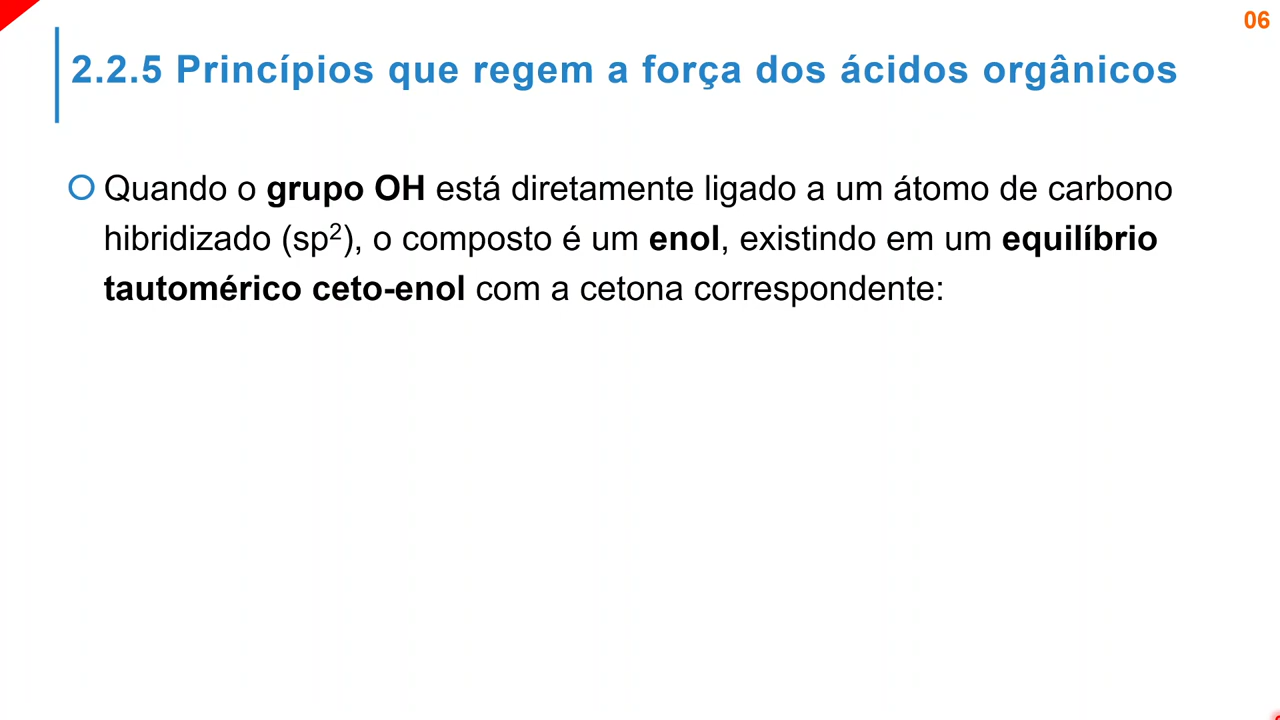 06
2.2.5 Princípios que regem a força dos ácidos orgânicos
Quando o grupo OH está diretamente ligado a um átomo de carbono
hibridizado (sp²), o composto é um enol, existindo em um equilíbrio
tautomérico ceto-enol com a cetona correspondente: